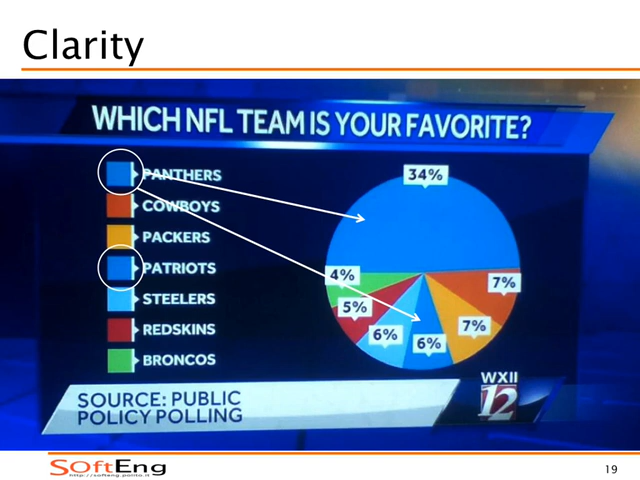 Clarity
WHICH NFL TEAM IS YOUR FAVORITE?
PANTHERS
COWBOYS
PACKERS
PATRIOTS
STEELERS
REDSKINS
BRONCOS
34%
7%
7%
6%
6%
5%
4%
SOURCE: PUBLIC
POLICY POLLING
WXII
12
SOftEng
http://softeng.polito.it
19